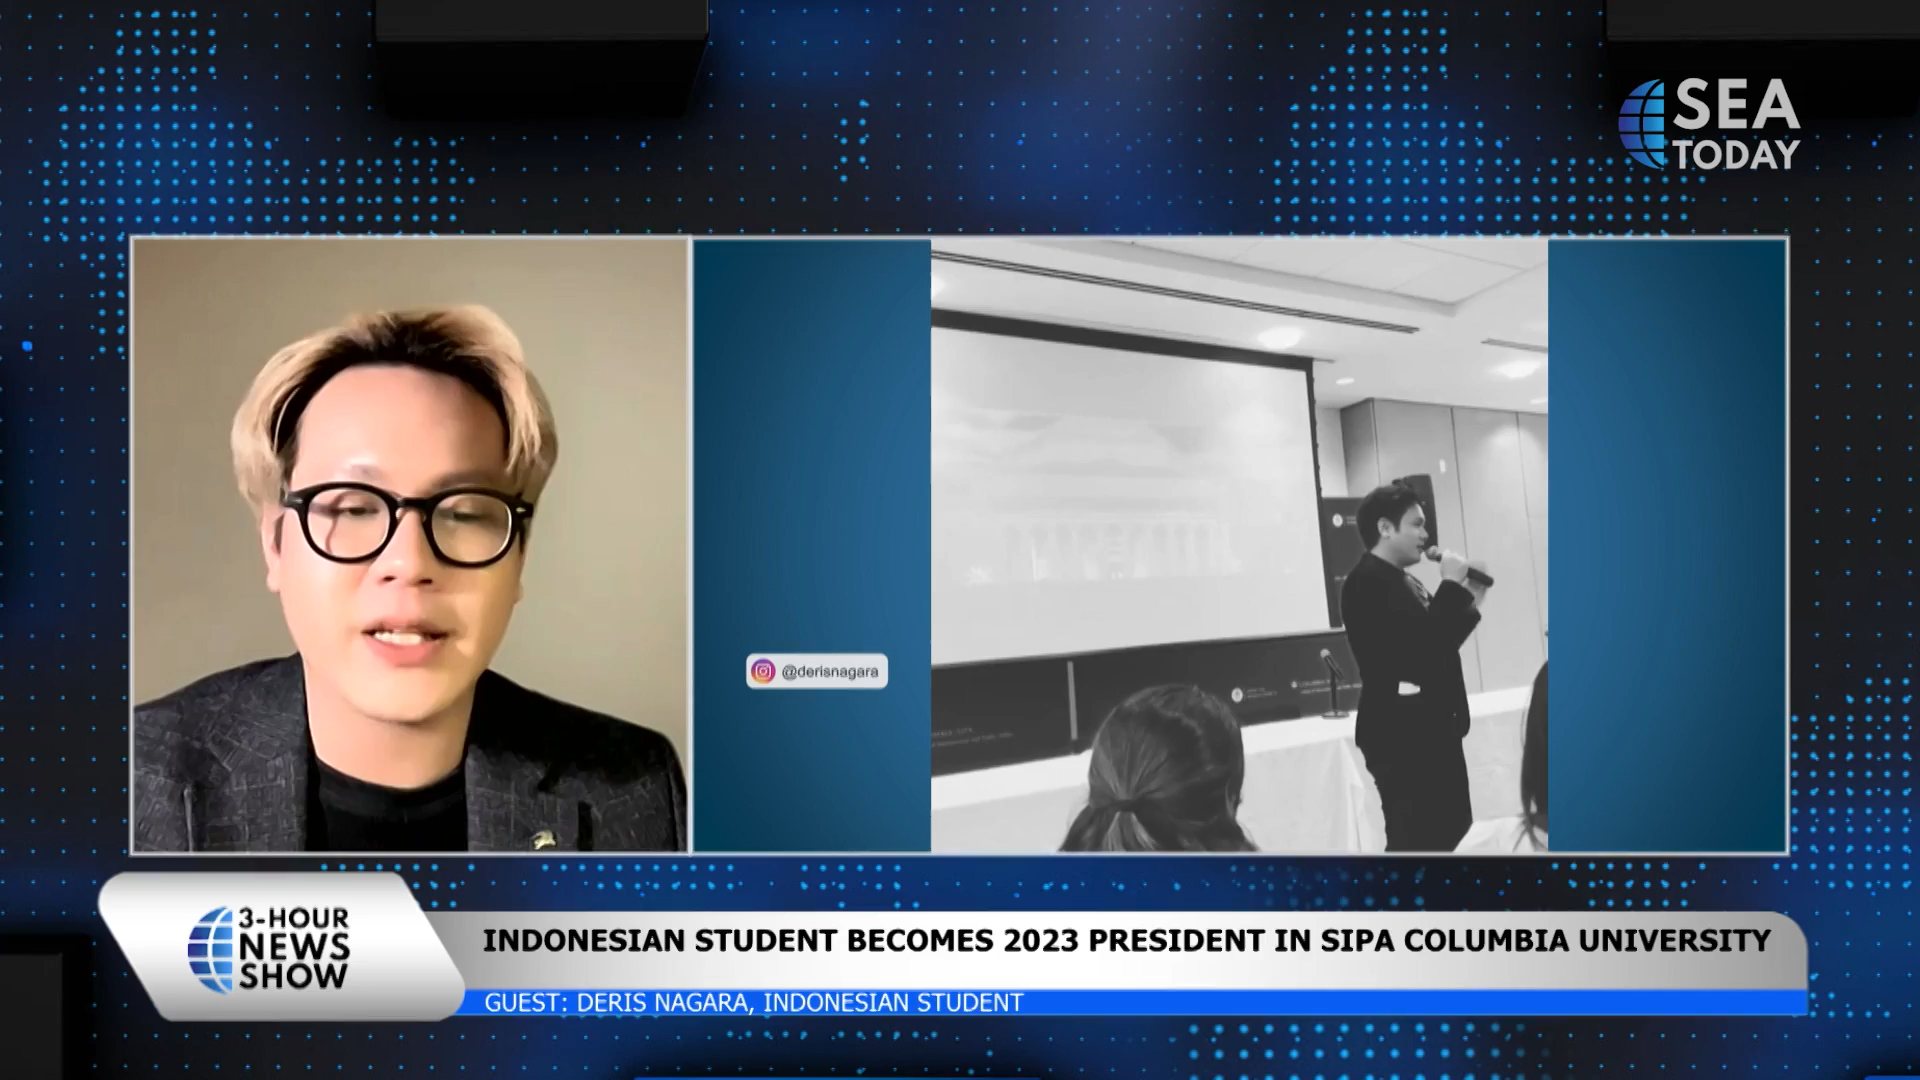 SEA
TODAY
@derisnagara
3-HOUR
NEWS
SHOW
INDONESIAN STUDENT BECOMES 2023 PRESIDENT IN SIPA COLUMBIA UNIVERSITY
GUEST: DERIS NAGARA, INDONESIAN STUDENT